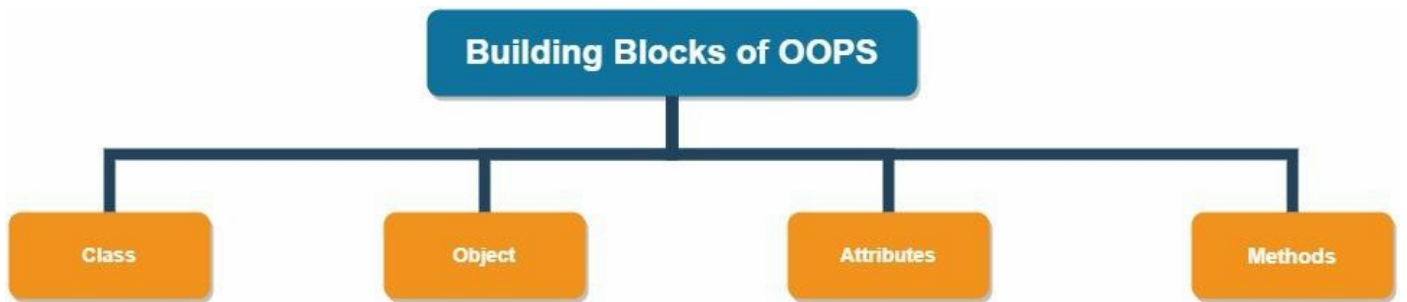 Building Blocks of OOPS
Class
Object
Attributes
Methods